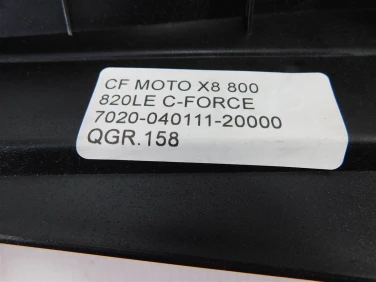 CF MOTO X8 800
820LE C-FORCE
7020-040111-20000
QGR.158